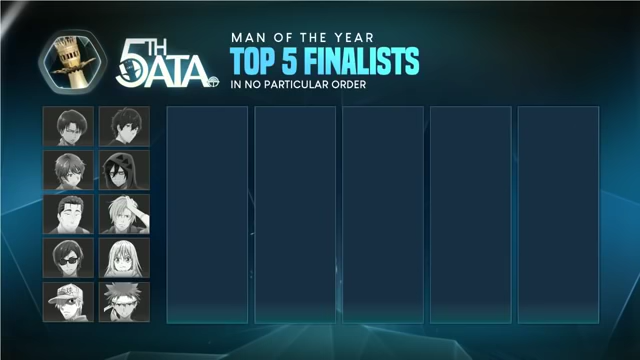 5TH
ATA
MAN OF THE YEAR
TOP 5 FINALISTS
IN NO PARTICULAR ORDER